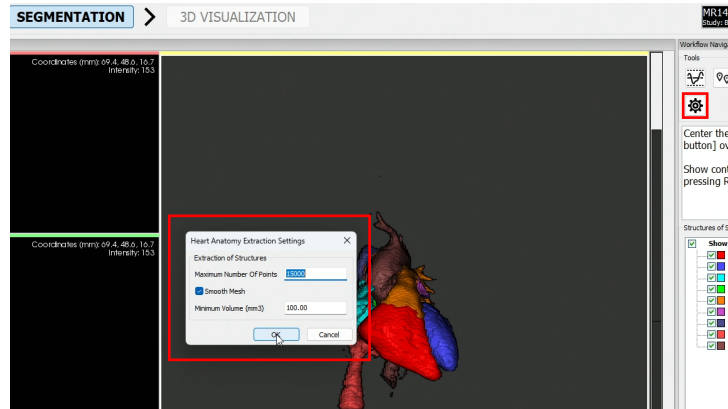 SEGMENTATION
3D VISUALIZATION
MR14
Study: B
Workflow Navig
Tools
Coordinates (mm): 69.4, 48.6, 16.7
Intensity: 153
Center the
button] ov
Show cont
pressing R
Structures of S
Show
Coordinates (mm): 69.4, 48.6, 16.7
Intensity: 153
Heart Anatomy Extraction Settings
Extraction of Structures
Maximum Number Of Points 15000
Smooth Mesh
Minimum Volume (mm3) 100.00
OK Cancel